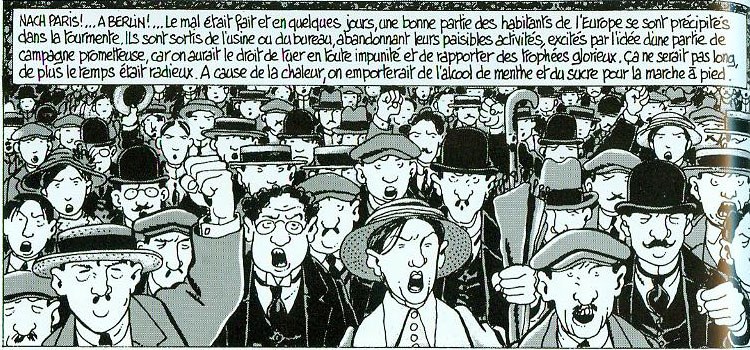 NACH PARIS!... A BERLIN!... Le mal était fait et en quelques jours, une bonne partie des habitants de l'Europe se sont précipités
dans la tourmente. Ils sont sortis de l'usine ou du bureau, abandonnant leurs paisibles activités, excités par l'idée d'une partie de
campagne prometteuse, car on aurait le droit de tuer en toute impunité et de rapporter des trophées glorieux. ça ne serait pas long,
de plus le temps était radieux. A cause de la chaleur, on emporterait de l'alcool de menthe et du sucre pour la marche à pied.